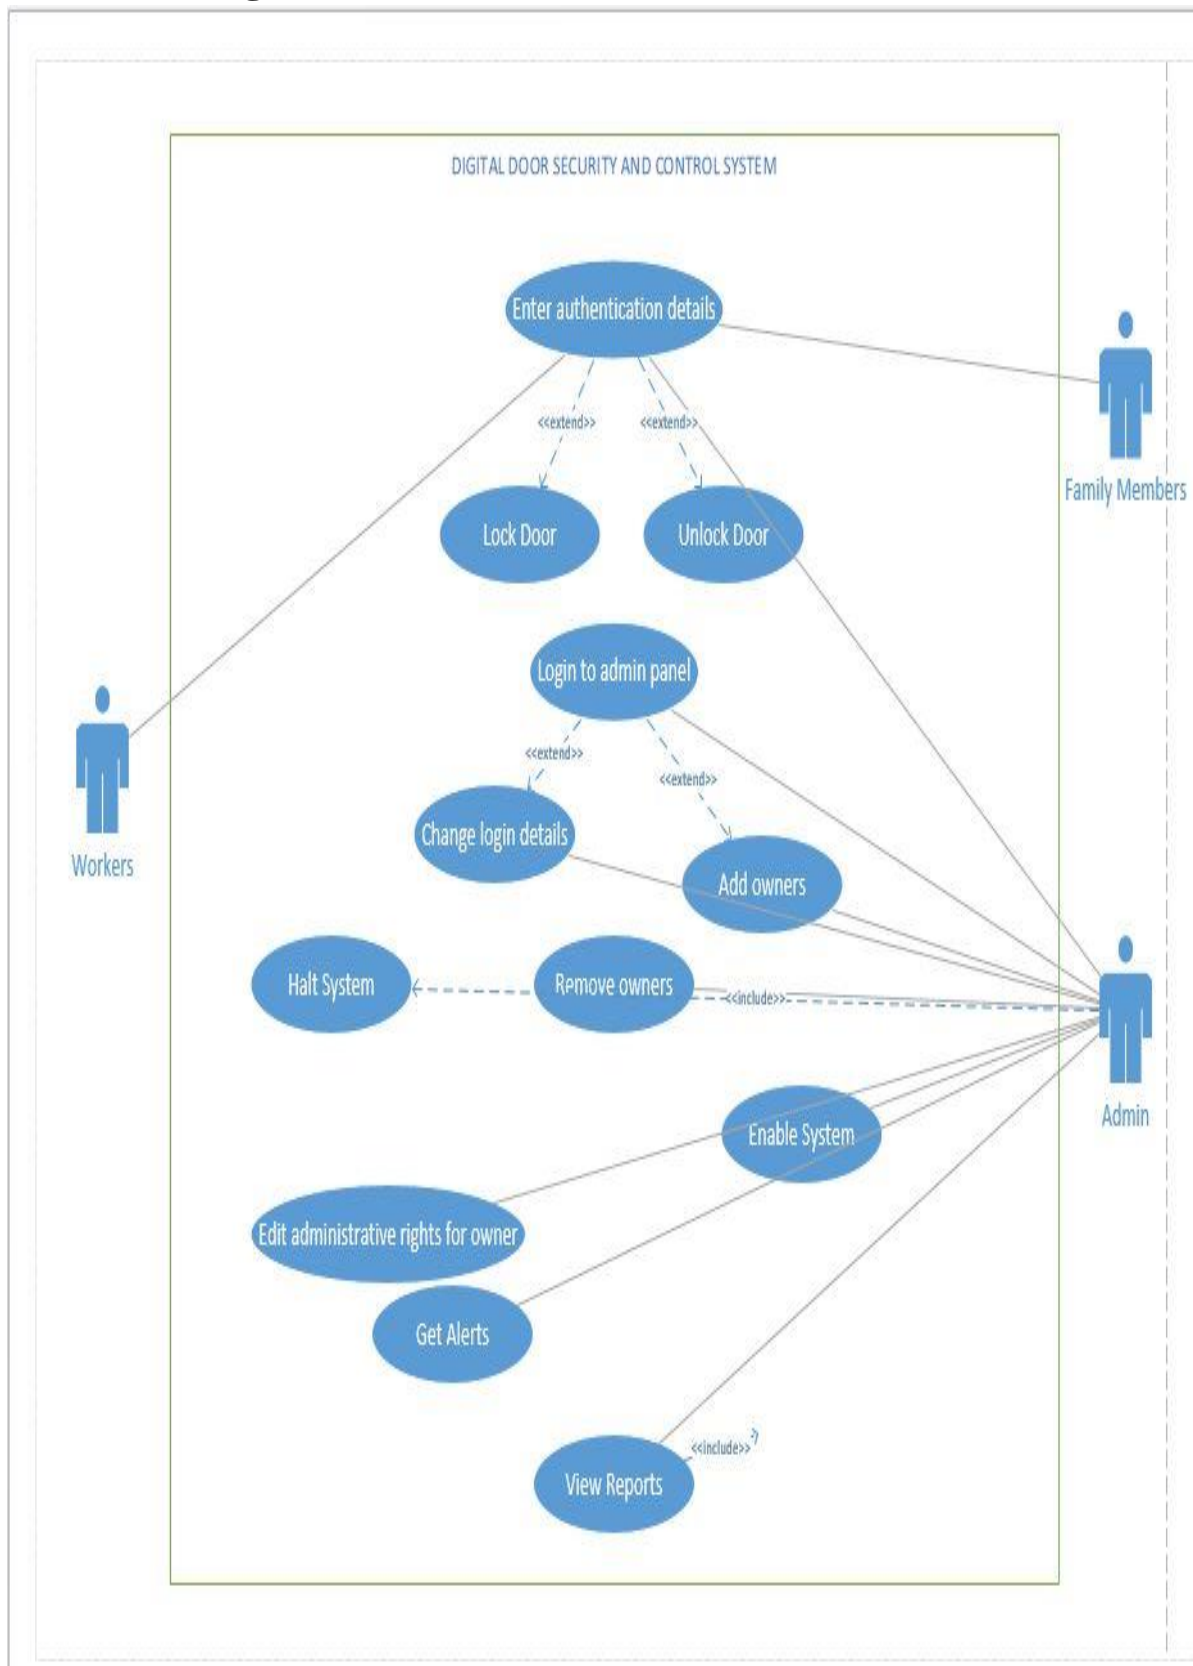 DIGITAL DOOR SECURITY AND CONTROL SYSTEM
Enter authentication details
<<extend>>
<<extend>>
Family Members
Lock Door
Unlock Door
Login to admin panel
<<extend>>
<<extend>>
Change login details
Workers
Add owners
Halt System
Remove owners
<<include>>
Admin
Enable System
Edit administrative rights for owner
Get Alerts
<<include>>
View Reports